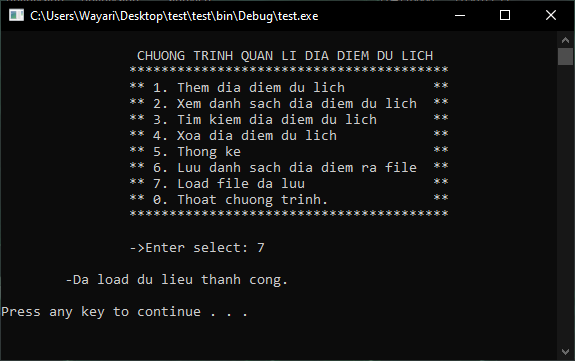 C:\Users\Wayari\Desktop\test\test\bin\Debug\test.exe
CHUONG TRINH QUAN LI DIA DIEM DU LICH
****************************************
** 1. Them dia diem du lich           **
** 2. Xem danh sach dia diem du lich  **
** 3. Tim kiem dia diem du lich       **
** 4. Xoa dia diem du lich            **
** 5. Thong ke                        **
** 6. Luu danh sach dia diem ra file  **
** 7. Load file da luu                **
** 0. Thoat chuong trinh.             **
****************************************
->Enter select: 7
-Da load du lieu thanh cong.
Press any key to continue . . .